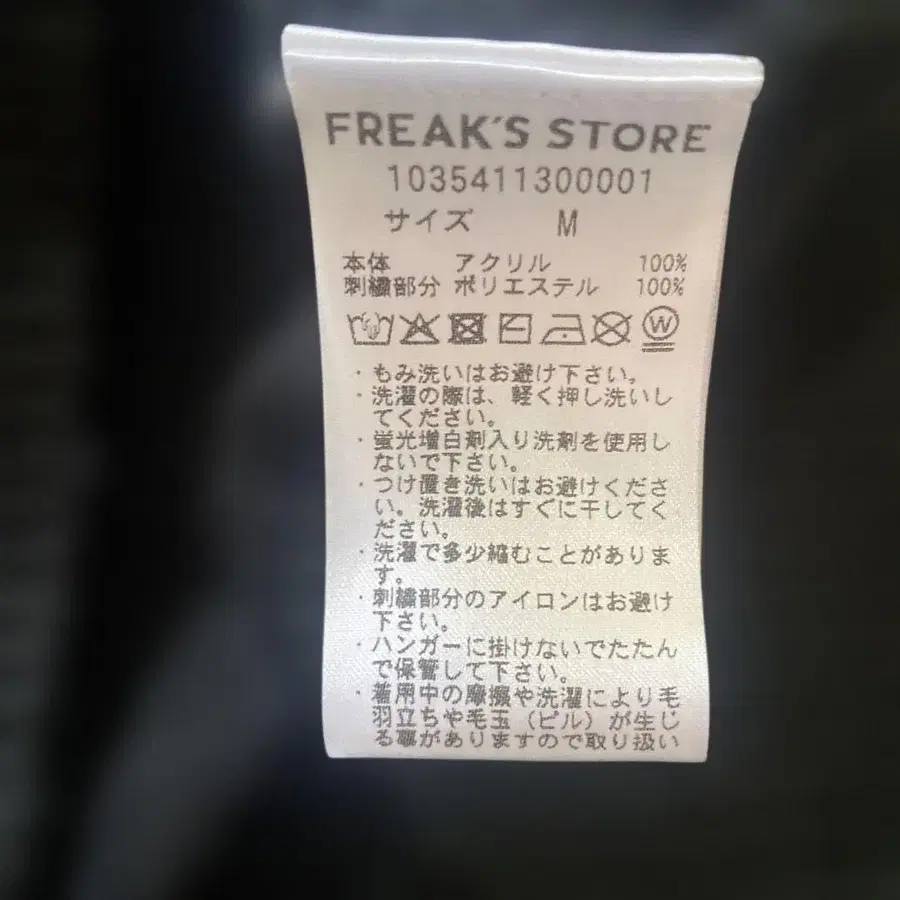 FREAK'S STORE
1035411300001
サイズ M
本体 アクリル 100%
刺繍部分 ポリエステル 100%
W
・もみ洗いはお避け下さい。
・洗濯の際は、軽く押し洗いし
てください。
・蛍光増白剤入り洗剤を使用し
ないで下さい。
・つけ置き洗いはお避けくださ
い。洗濯後はすぐに干してく
ださい。
・洗濯で多少縮むことがありま
す。
・刺繍部分のアイロンはお避け
下さい。
・ハンガーに掛けないでたたん
で保管して下さい。
・着用中の摩擦や洗濯により毛
羽立ちや毛玉（ピル）が生じ
る事がありますので取り扱い